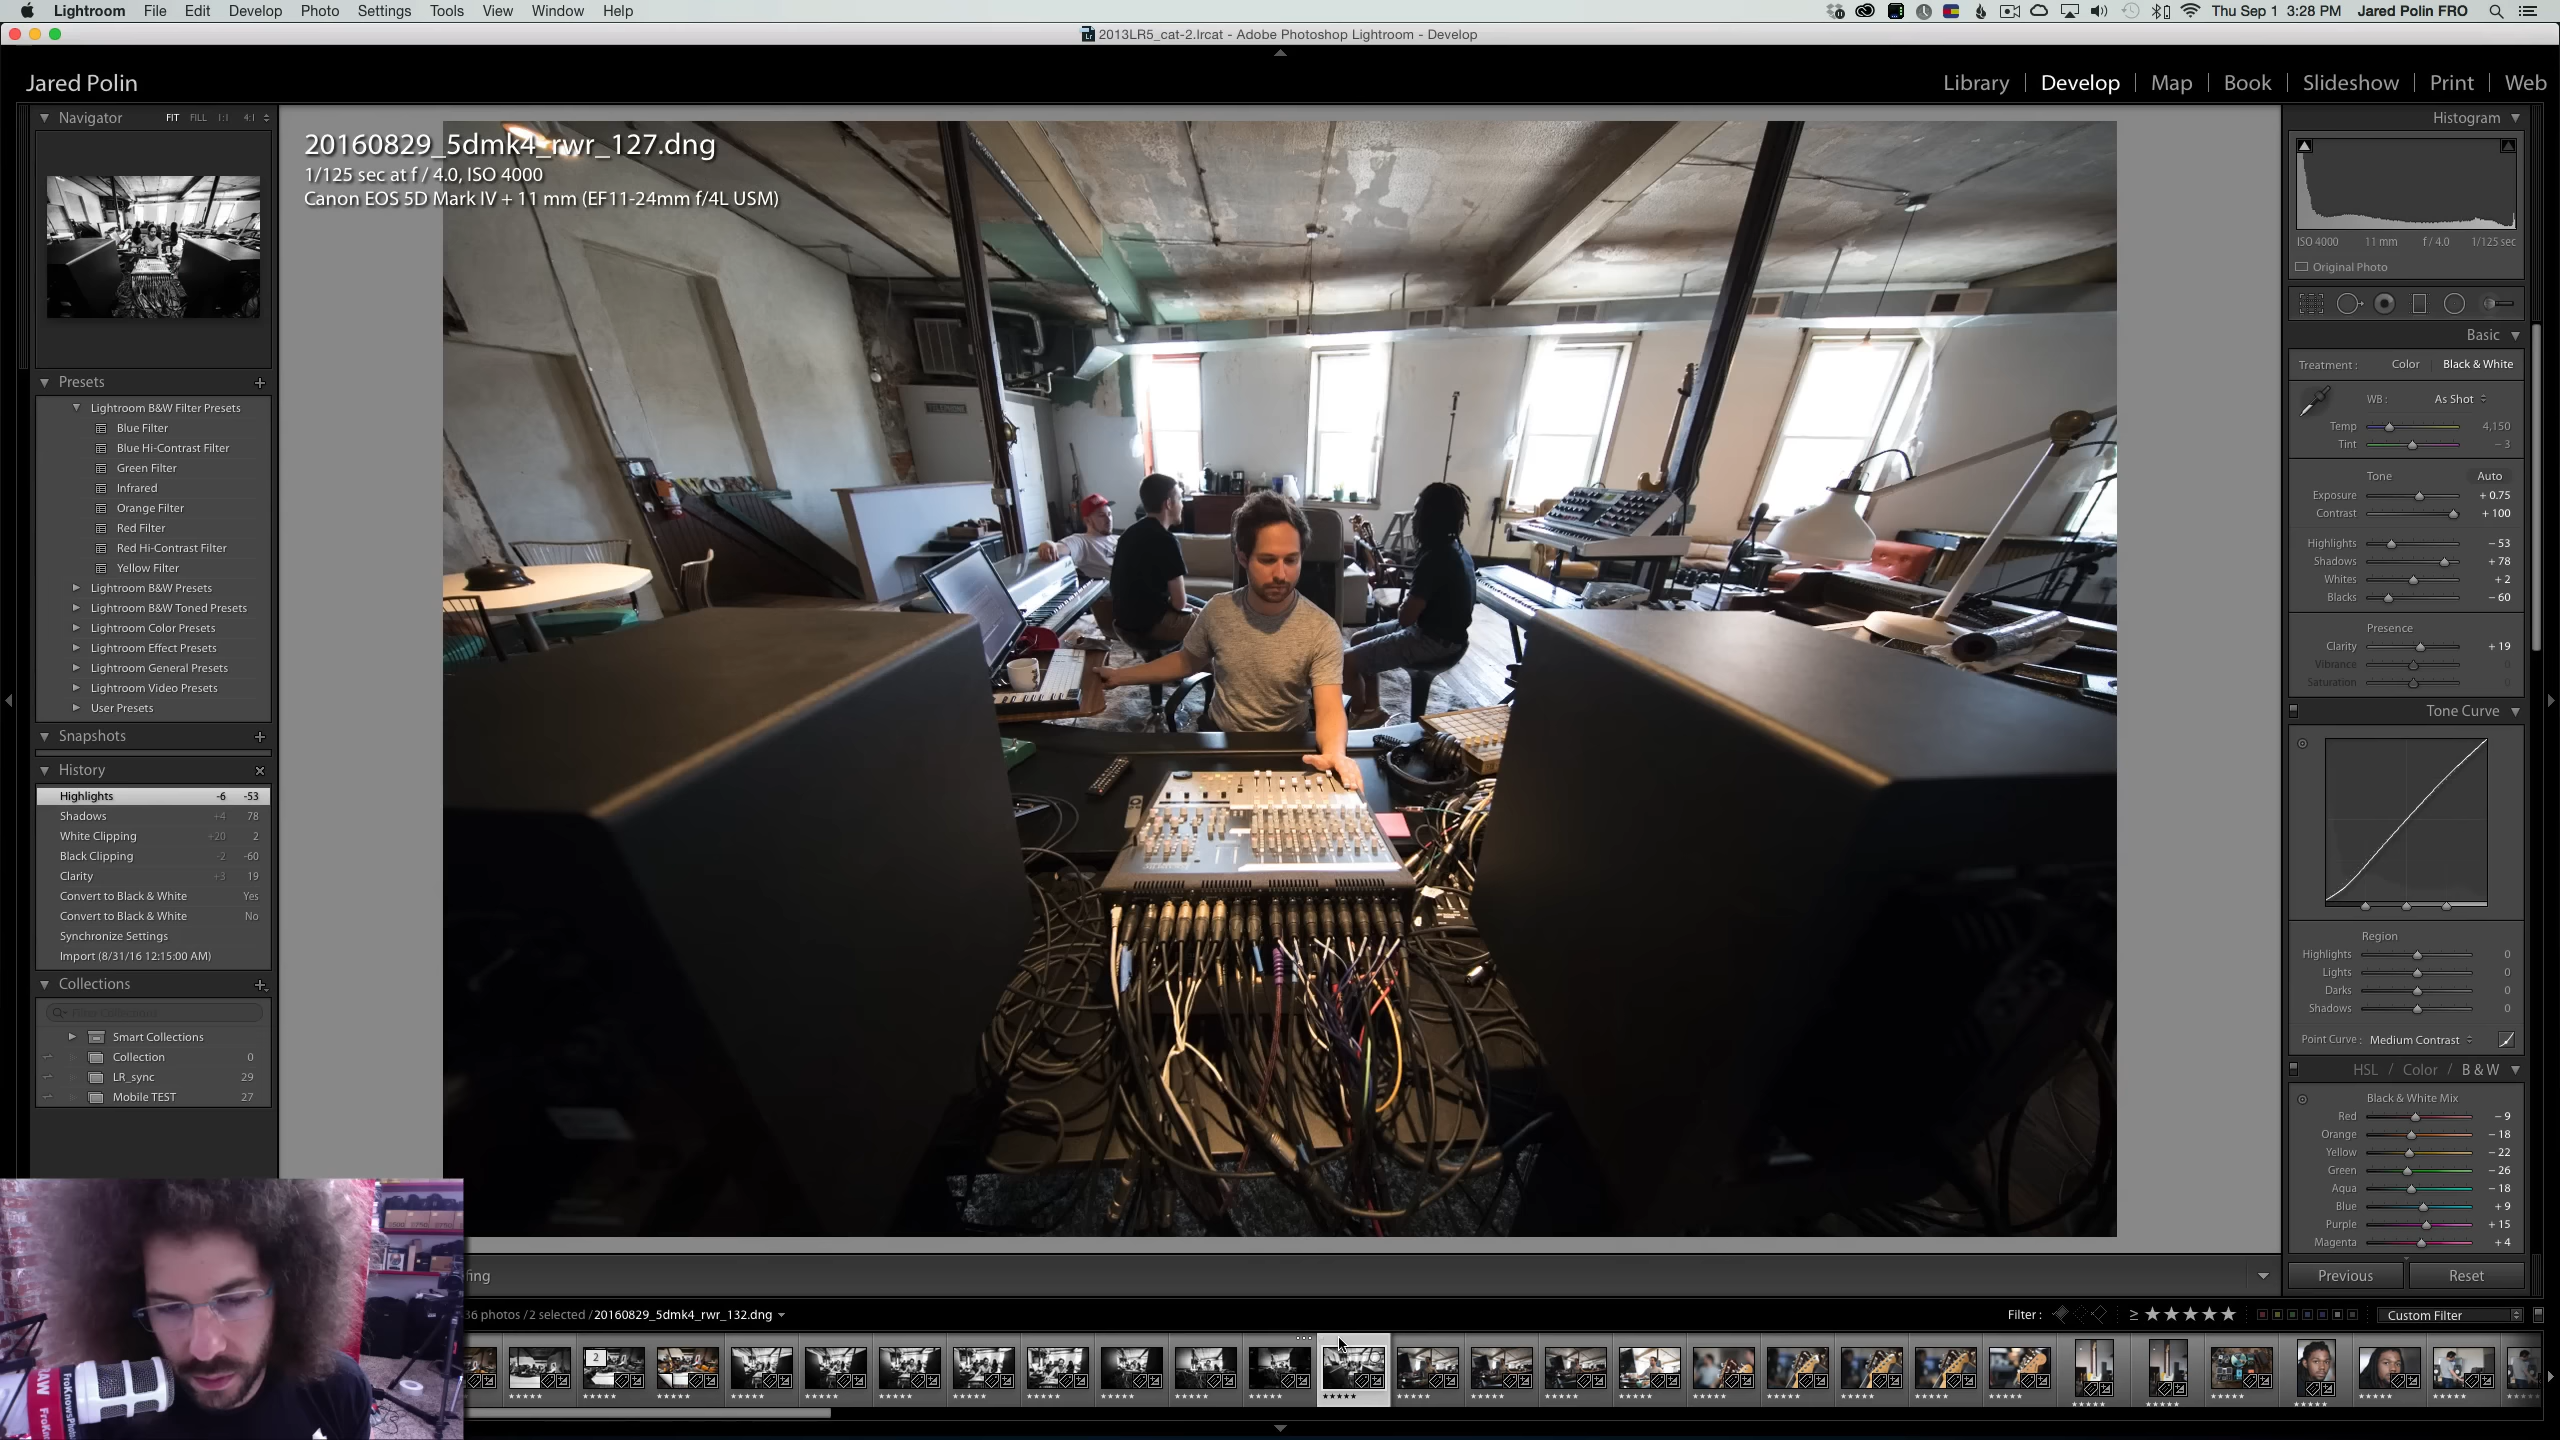 Lightroom File Edit Develop Photo Settings Tools View Window Help Thu Sep 1 3:28 PM Jared Polin FRO
2013LR5_cat-2.lrcat - Adobe Photoshop Lightroom - Develop
Jared Polin Library | Develop | Map | Book | Slideshow | Print | Web
Navigator FIT FILL 1:1 4:1
20160829_5dmk4_rwr_127.dng
1/125 sec at f / 4.0, ISO 4000
Canon EOS 5D Mark IV + 11 mm (EF11-24mm f/4L USM)
Presets
Lightroom B&W Filter Presets
Blue Filter
Blue Hi-Contrast Filter
Green Filter
Infrared
Orange Filter
Red Filter
Red Hi-Contrast Filter
Yellow Filter
Lightroom B&W Presets
Lightroom B&W Toned Presets
Lightroom Color Presets
Lightroom Effect Presets
Lightroom General Presets
Lightroom Video Presets
User Presets
Snapshots
History
Highlights -6 -53
Shadows +4 78
White Clipping +20 2
Black Clipping -2 -60
Clarity +3 19
Convert to Black & White Yes
Convert to Black & White No
Synchronize Settings
Import (8/31/16 12:15:00 AM)
Collections
Filter Collections
Smart Collections
Collection 0
LR_sync 29
Mobile TEST 27
TELEPHONE
Histogram
ISO 4000 11 mm f / 4.0 1/125 sec
Original Photo
Basic
Treatment : Color | Black & White
WB : As Shot
Temp 4,150
Tint - 3
Tone Auto
Exposure + 0.75
Contrast + 100
Highlights - 53
Shadows + 78
Whites + 2
Blacks - 60
Presence
Clarity + 19
Vibrance 0
Saturation 0
Tone Curve
Region
Highlights 0
Lights 0
Darks 0
Shadows 0
Point Curve : Medium Contrast
HSL / Color / B & W
Black & White Mix
Red - 9
Orange - 18
Yellow - 22
Green - 26
Aqua - 18
Blue + 9
Purple + 15
Magenta + 4
Previous Reset
fing
36 photos / 2 selected / 20160829_5dmk4_rwr_132.dng Filter : ≥ ★★★★★ Custom Filter
2